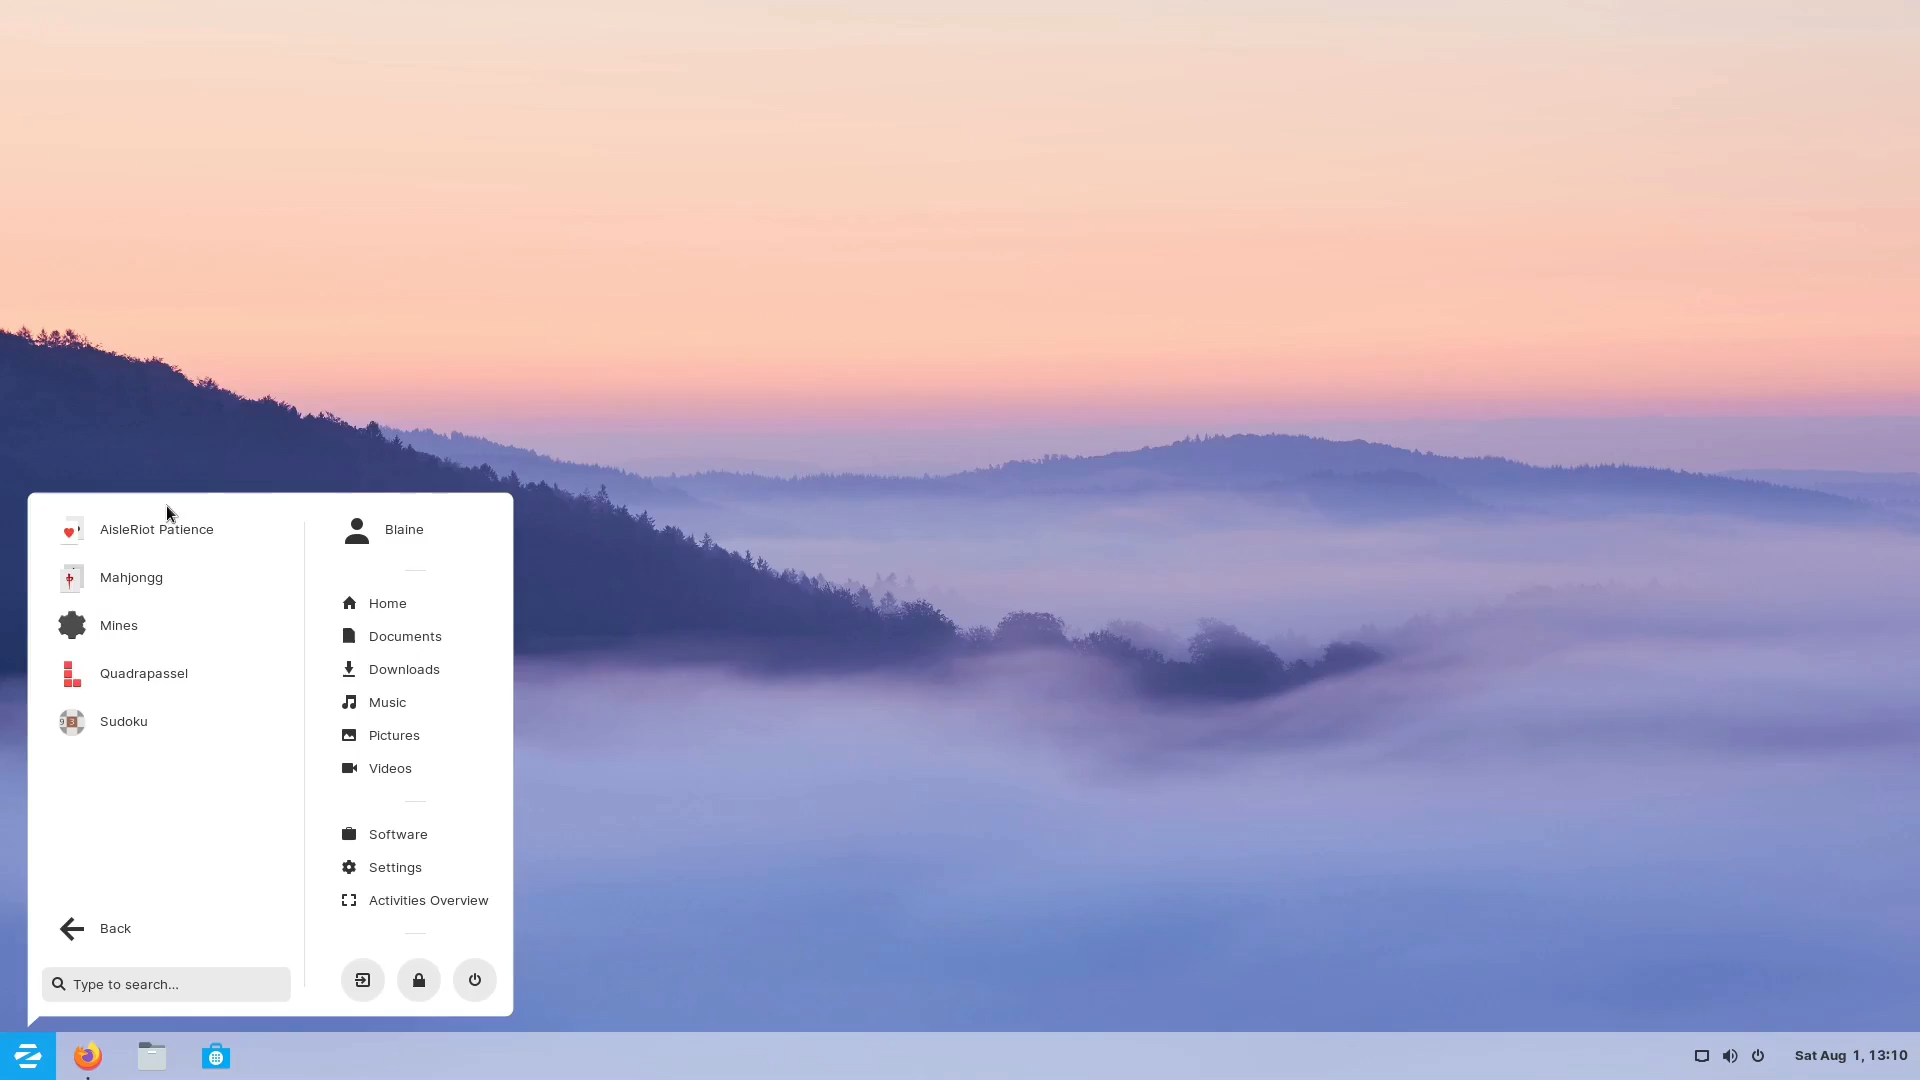 AisleRiot Patience
Mahjongg
Mines
Quadrapassel
Sudoku
Back
Type to search...
Blaine
Home
Documents
Downloads
Music
Pictures
Videos
Software
Settings
Activities Overview
Sat Aug 1, 13:10